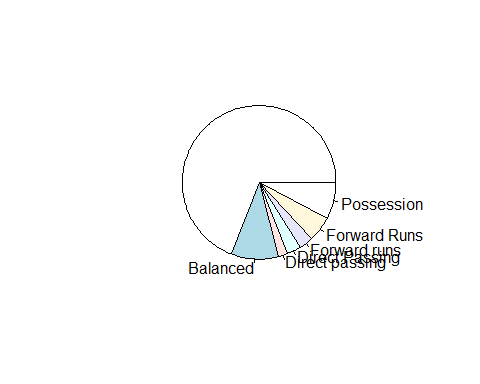 Possession
Forward Runs
Forward runs
Direct Passing
Direct passing
Balanced